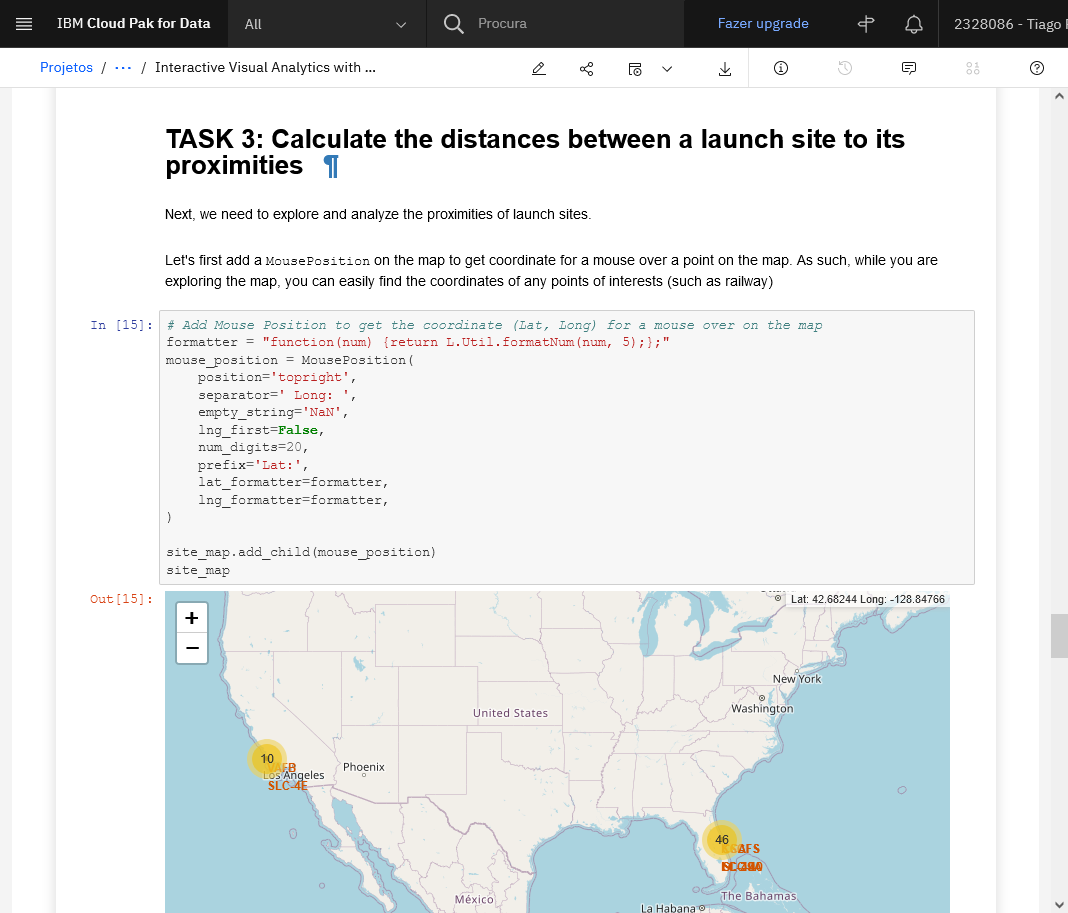 IBM Cloud Pak for Data
All
Procura
Fazer upgrade
2328086 - Tiago
Projetos / ··· / Interactive Visual Analytics with ...
TASK 3: Calculate the distances between a launch site to its
proximities ¶
Next, we need to explore and analyze the proximities of launch sites.
Let's first add a MousePosition on the map to get coordinate for a mouse over a point on the map. As such, while you are
exploring the map, you can easily find the coordinates of any points of interests (such as railway)
In [15]:
# Add Mouse Position to get the coordinate (Lat, Long) for a mouse over on the map
formatter = "function(num) {return L.Util.formatNum(num, 5);};"
mouse_position = MousePosition(
    position='topright',
    separator=' Long: ',
    empty_string='NaN',
    lng_first=False,
    num_digits=20,
    prefix='Lat:',
    lat_formatter=formatter,
    lng_formatter=formatter,
)
site_map.add_child(mouse_position)
site_map
Out[15]:
+
−
Lat: 42.68244 Long: -128.84766
New York
United States
Washington
10
VAFB
Los Angeles
SLC-4E
Phoenix
46
The Bahamas
México
La Habana